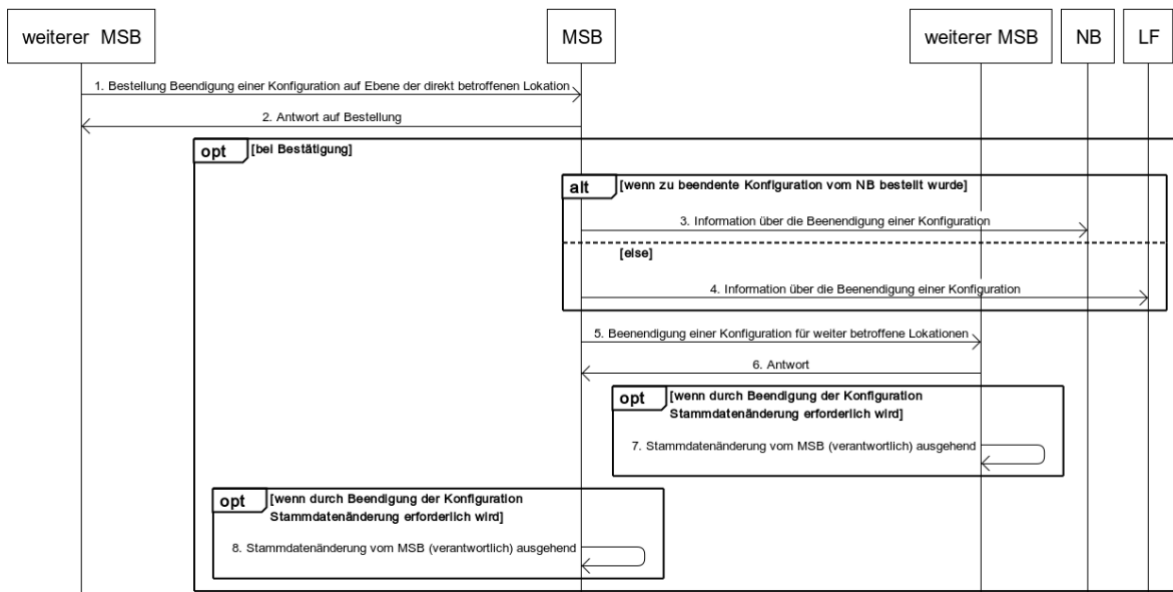 weiterer MSB
MSB
weiterer MSB
NB
LF
1. Bestellung Beendigung einer Konfiguration auf Ebene der direkt betroffenen Lokation
2. Antwort auf Bestellung
opt
[bei Bestätigung]
alt
[wenn zu beendente Konfiguration vom NB bestellt wurde]
3. Information über die Beenendigung einer Konfiguration
[else]
4. Information über die Beenendigung einer Konfiguration
5. Beenendigung einer Konfiguration für weiter betroffene Lokationen
6. Antwort
opt
[wenn durch Beendigung der Konfiguration
Stammdatenänderung erforderlich wird]
7. Stammdatenänderung vom MSB (verantwortlich) ausgehend
opt
[wenn durch Beendigung der Konfiguration
Stammdatenänderung erforderlich wird]
8. Stammdatenänderung vom MSB (verantwortlich) ausgehend